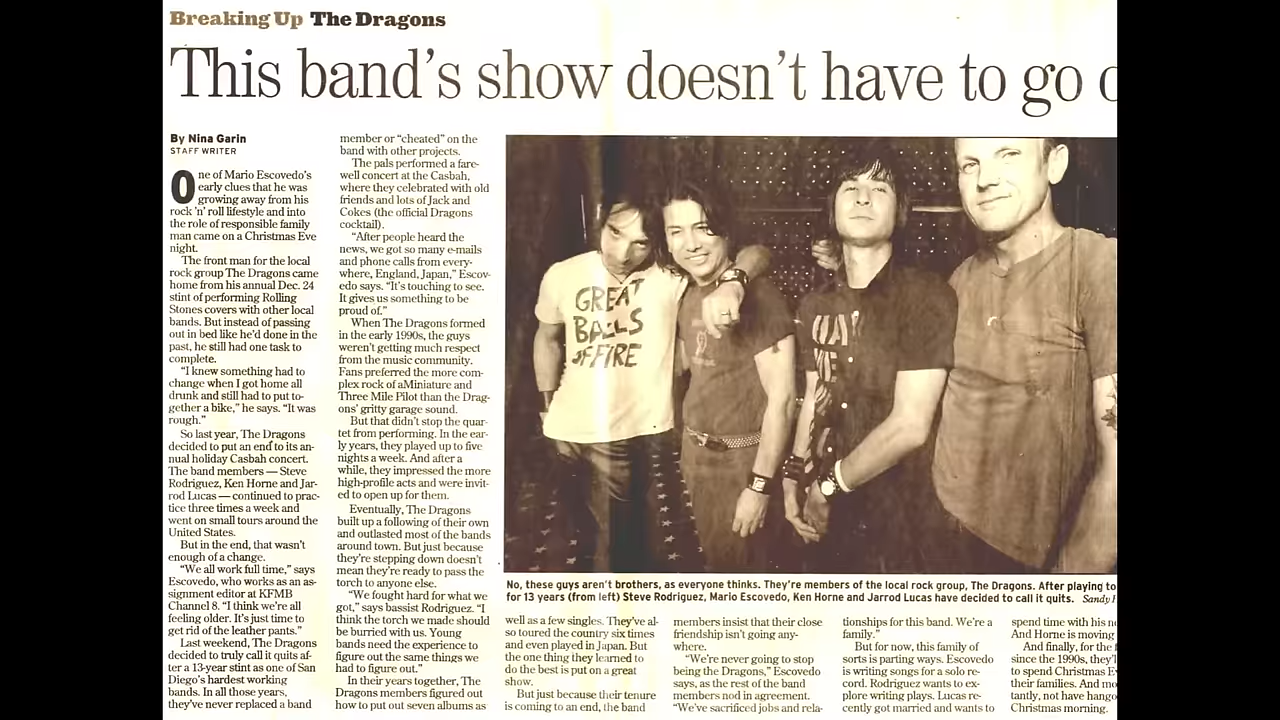 Breaking Up The Dragons
This band's show doesn't have to go o
By Nina Garin
STAFF WRITER
One of Mario Escovedo's
early clues that he was
growing away from his
rock 'n' roll lifestyle and into
the role of responsible family
man came on a Christmas Eve
night.
The front man for the local
rock group The Dragons came
home from his annual Dec. 24
stint of performing Rolling
Stones covers with other local
bands. But instead of passing
out in bed like he'd done in the
past, he still had one task to
complete.
"I knew something had to
change when I got home all
drunk and still had to put to-
gether a bike," he says. "It was
rough."
So last year, The Dragons
decided to put an end to its an-
nual holiday Casbah concert.
The band members — Steve
Rodriguez, Ken Horne and Jar-
rod Lucas — continued to prac-
tice three times a week and
went on small tours around the
United States.
But in the end, that wasn't
enough of a change.
"We all work full time," says
Escovedo, who works as an as-
signment editor at KFMB
Channel 8. "I think we're all
feeling older. It's just time to
get rid of the leather pants."
Last weekend, The Dragons
decided to truly call it quits af-
ter a 13-year stint as one of San
Diego's hardest working
bands. In all those years,
they've never replaced a band
member or "cheated" on the
band with other projects.
The pals performed a fare-
well concert at the Casbah,
where they celebrated with old
friends and lots of Jack and
Cokes (the official Dragons
cocktail).
"After people heard the
news, we got so many e-mails
and phone calls from every-
where, England, Japan," Escov-
edo says. "It's touching to see.
It gives us something to be
proud of."
When The Dragons formed
in the early 1990s, the guys
weren't getting much respect
from the music community.
Fans preferred the more com-
plex rock of aMiniature and
Three Mile Pilot than the Drag-
ons' gritty garage sound.
But that didn't stop the quar-
tet from performing. In the ear-
ly years, they played up to five
nights a week. And after a
while, they impressed the more
high-profile acts and were invit-
ed to open up for them.
Eventually, The Dragons
built up a following of their own
and outlasted most of the bands
around town. But just because
they're stepping down doesn't
mean they're ready to pass the
torch to anyone else.
"We fought hard for what we
got," says bassist Rodriguez. "I
think the torch we made should
be burried with us. Young
bands need the experience to
figure out the same things we
had to figure out."
In their years together, The
Dragons members figured out
how to put out seven albums as
GREAT
BALLS
OF FIRE
No, these guys aren't brothers, as everyone thinks. They're members of the local rock group, The Dragons. After playing to
for 13 years (from left) Steve Rodriguez, Mario Escovedo, Ken Horne and Jarrod Lucas have decided to call it quits. Sandy
well as a few singles. They've al-
so toured the country six times
and even played in Japan. But
the one thing they learned to
do the best is put on a great
show.
But just because their tenure
is coming to an end, the band
members insist that their close
friendship isn't going any-
where.
"We're never going to stop
being the Dragons," Escovedo
says, as the rest of the band
members nod in agreement.
"We've sacrificed jobs and rela-
tionships for this band. We're a
family."
But for now, this family of
sorts is parting ways. Escovedo
is writing songs for a solo re-
cord. Rodriguez wants to ex-
plore writing plays. Lucas re-
cently got married and wants to
spend time with his n
And Horne is moving
And finally, for the f
since the 1990s, they'l
to spend Christmas E
their families. And mo
tantly, not have hango
Christmas morning.